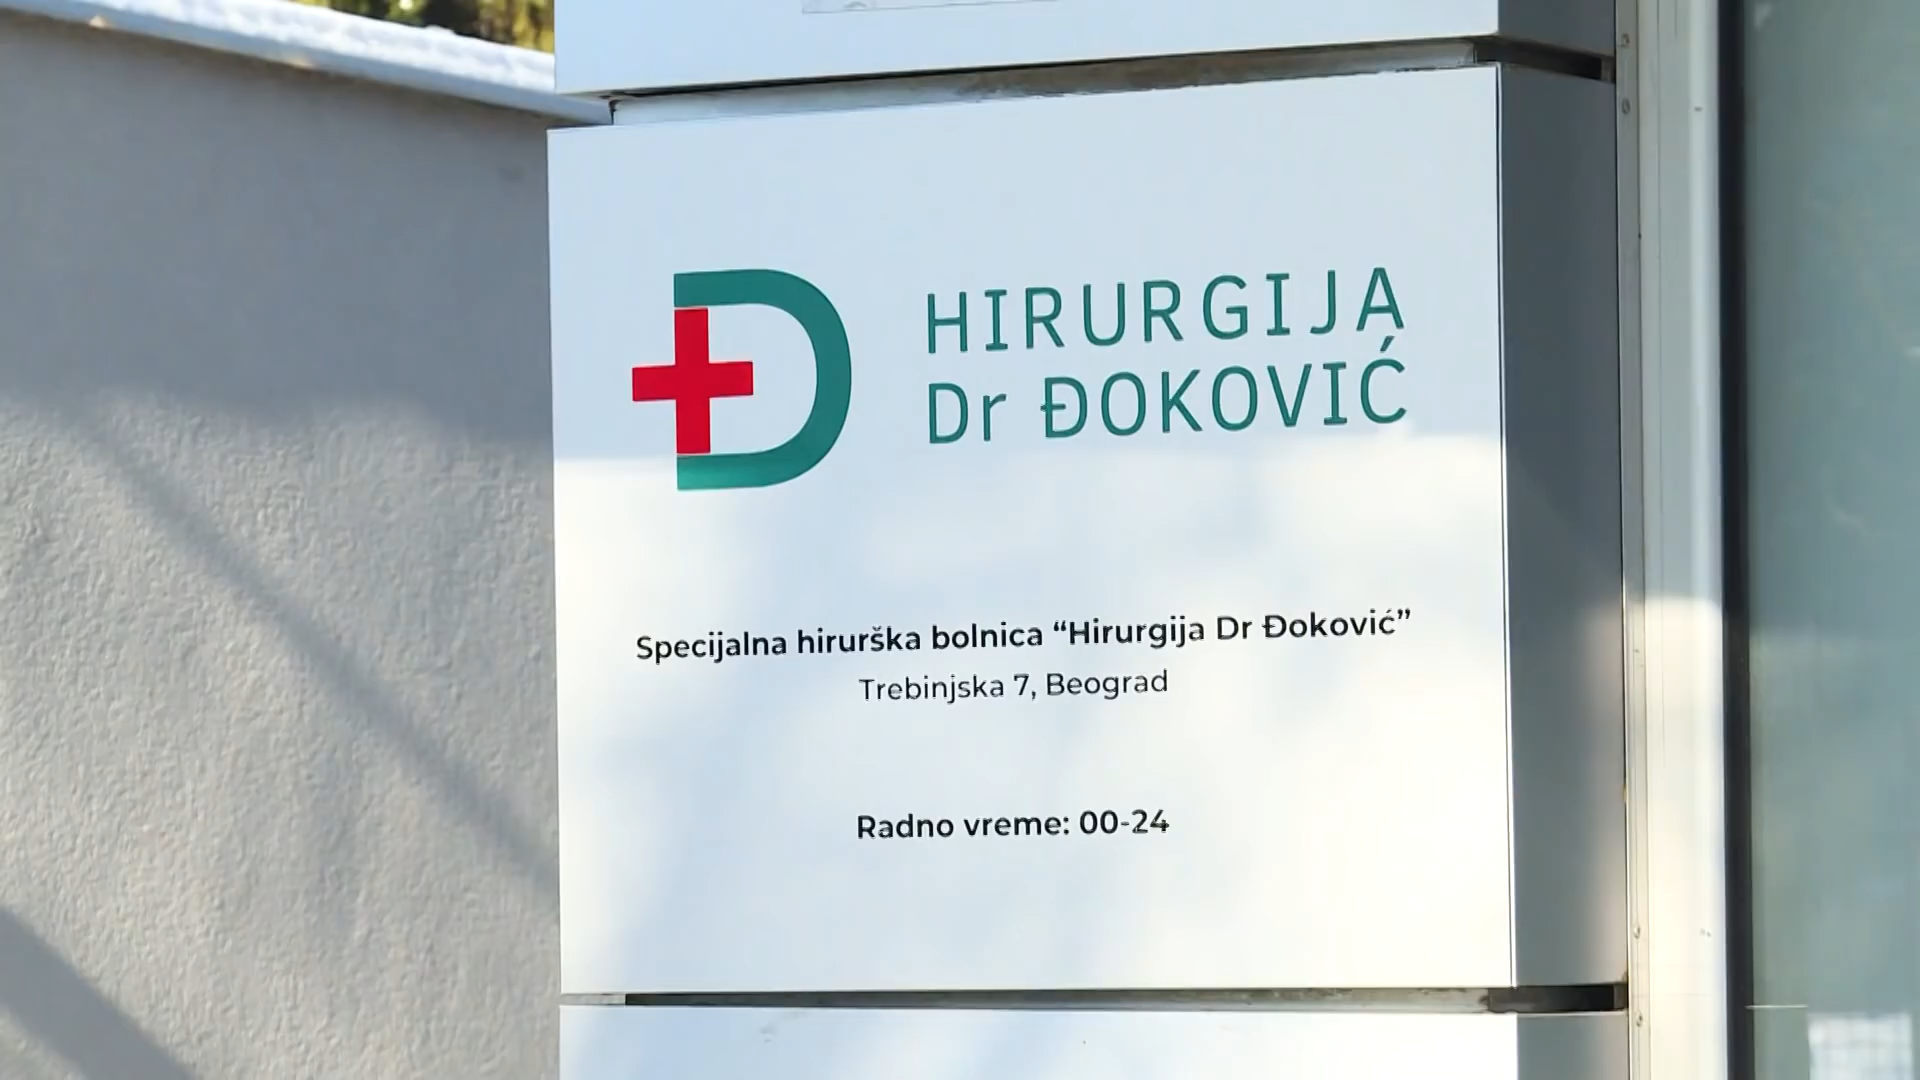 HIRURGIJA
Dr ĐOKOVIĆ
Specijalna hirurška bolnica “Hirurgija Dr Đoković”
Trebinjska 7, Beograd
Radno vreme: 00-24